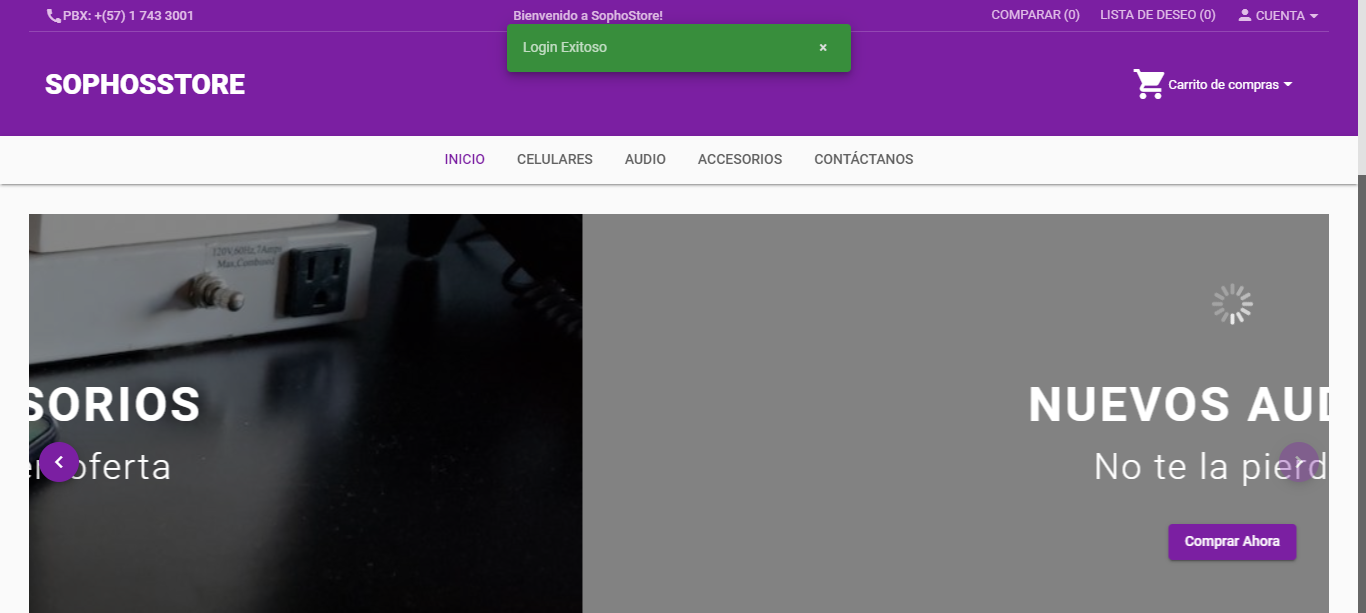 PBX: +(57) 1 743 3001
Bienvenido a SophoStore!
COMPARAR (0)
LISTA DE DESEO (0)
CUENTA
Login Exitoso
×
SOPHOSSTORE
Carrito de compras
INICIO
CELULARES
AUDIO
ACCESORIOS
CONTÁCTANOS
120V,60Hz,7Amps
Max,Combined
SORIOS
NUEVOS AUD
en oferta
No te la pierd
Comprar Ahora